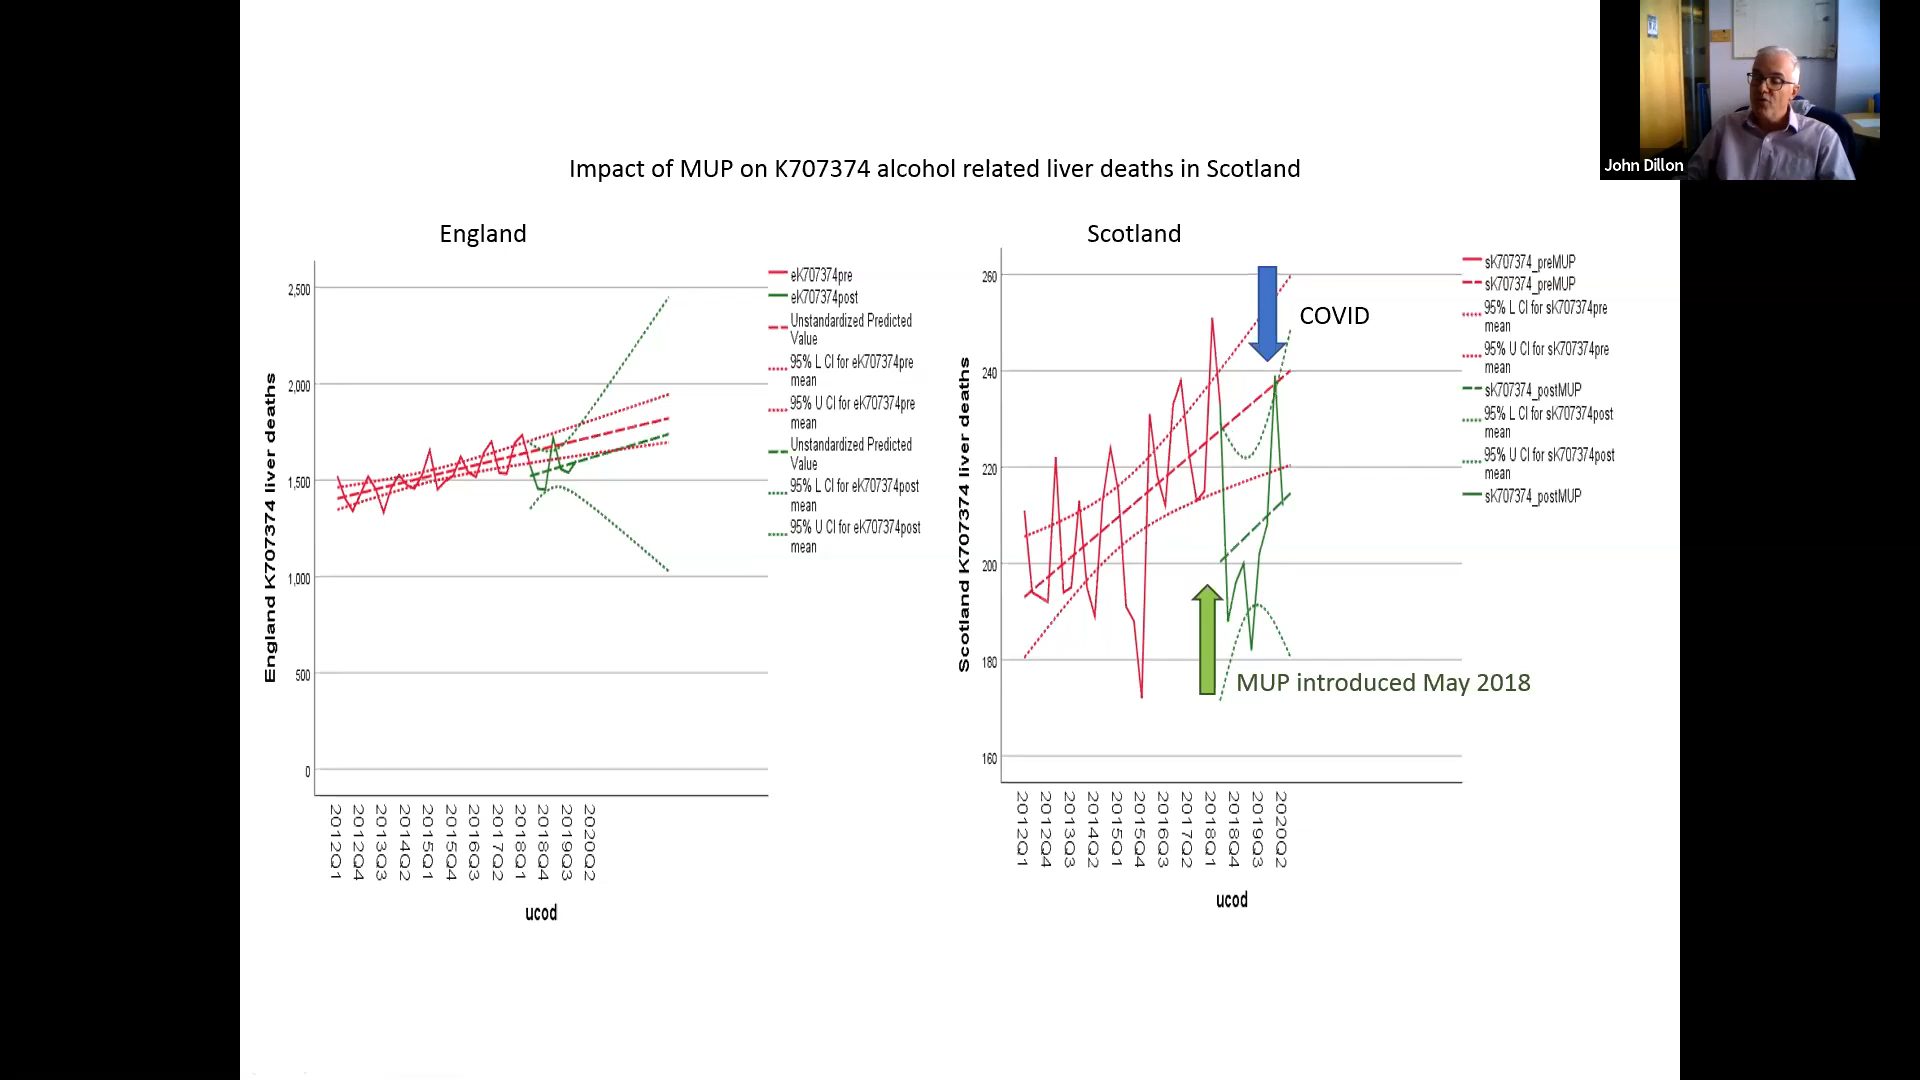 John Dillon
Impact of MUP on K707374 alcohol related liver deaths in Scotland
England
England K707374 liver deaths
2,500
2,000
1,500
1,000
500
0
2012Q1
2012Q4
2013Q3
2014Q2
2015Q1
2015Q4
2016Q3
2017Q2
2018Q1
2018Q4
2019Q3
2020Q2
ucod
eK707374pre
eK707374post
Unstandardized Predicted
Value
95% L CI for eK707374pre
mean
95% U CI for eK707374pre
mean
Unstandardized Predicted
Value
95% L CI for eK707374post
mean
95% U CI for eK707374post
mean
Scotland
Scotland K707374 liver deaths
260
240
220
200
180
160
COVID
MUP introduced May 2018
2012Q1
2012Q4
2013Q3
2014Q2
2015Q1
2015Q4
2016Q3
2017Q2
2018Q1
2018Q4
2019Q3
2020Q2
ucod
sK707374_preMUP
sK707374_preMUP
95% L CI for sK707374pre
mean
95% U CI for sK707374pre
mean
sK707374_postMUP
95% L CI for sK707374post
mean
95% U CI for sK707374post
mean
sK707374_postMUP